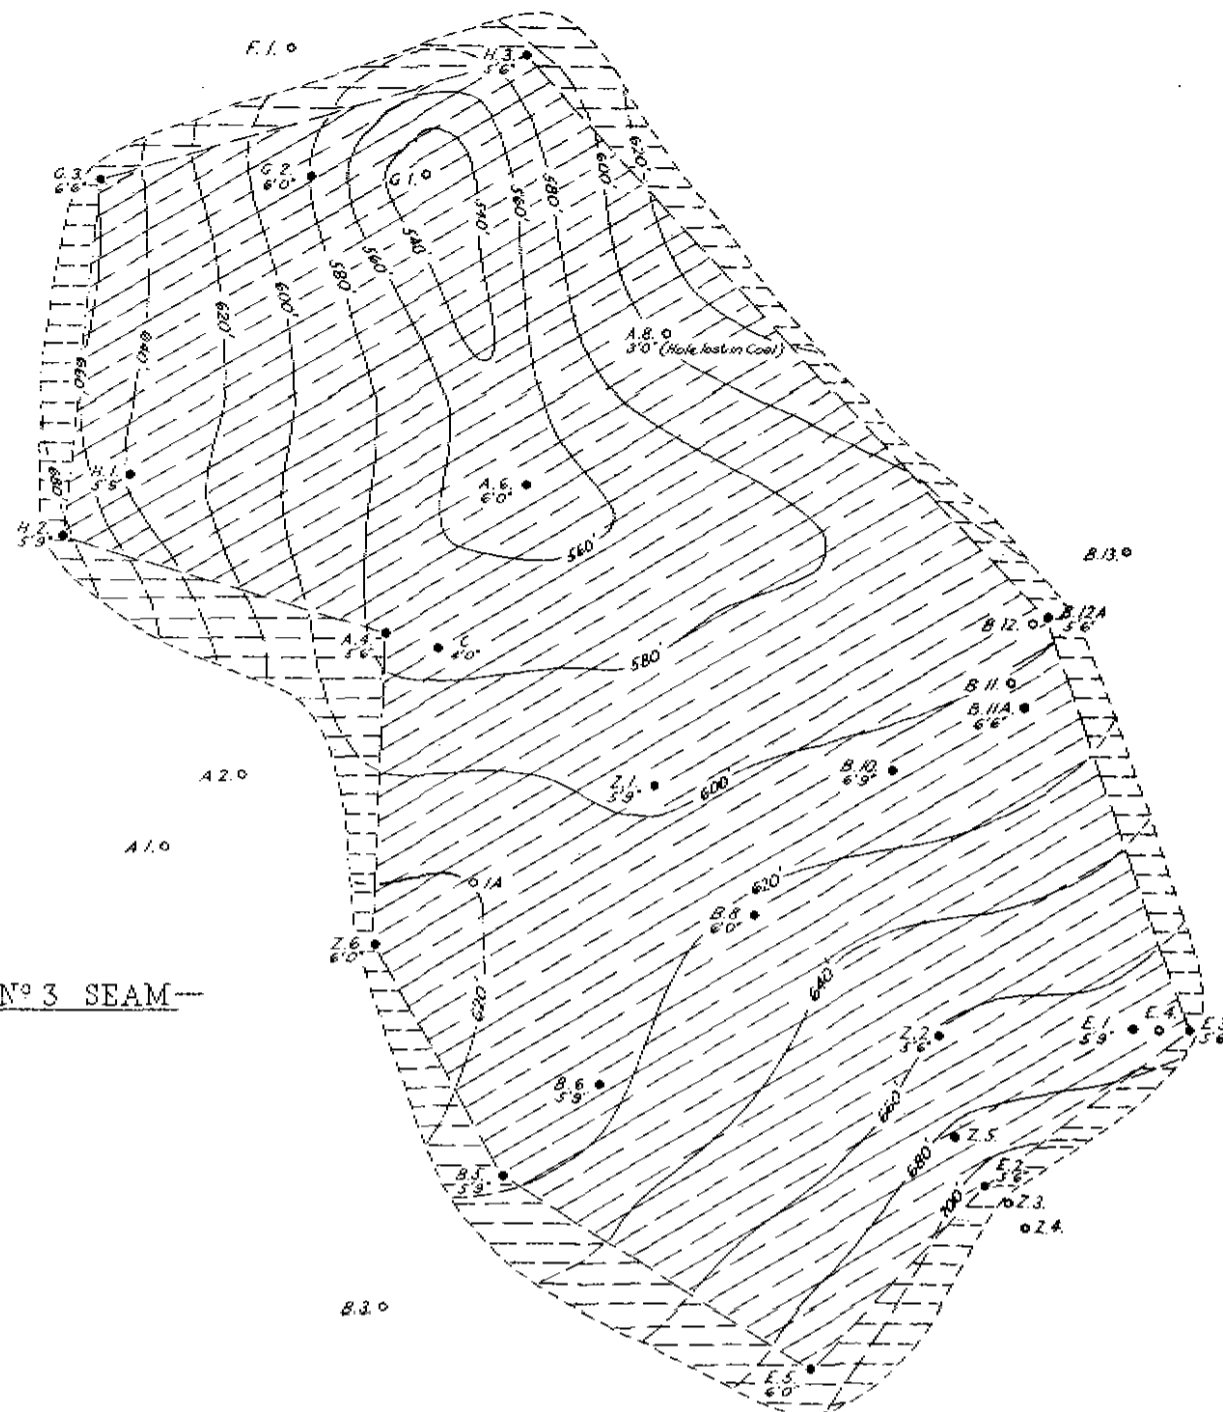 F.1.
H.3.
5'6"
620'
600'
G.3.
6'6"
G.2.
6'0"
G.1.
540'
560'
580'
540'
560'
580'
600'
620'
640'
660'
A.8.
3'0" (Hole lost in Coal)
H.1.
5'6"
680'
A.6.
6'0"
H.2.
5'9"
560'
B.13.
B.12A
5'6"
B.12.
A.4.
5'6"
C.
4'0"
580'
B.11.
B.11A.
6'6"
A2.
Z.1.
5'9"
600'
B.10.
6'9"
A1.
1A
620'
B.8.
6'0"
Z.6.
6'0"
640'
Nº 3 SEAM
620'
Z.2.
5'6"
E.1.
5'9"
E.4.
5'6
B.6.
5'9"
660'
Z.5.
680'
E.2.
5'6"
700'
Z.3.
Z.4.
B.3.
E.5.
6'0"